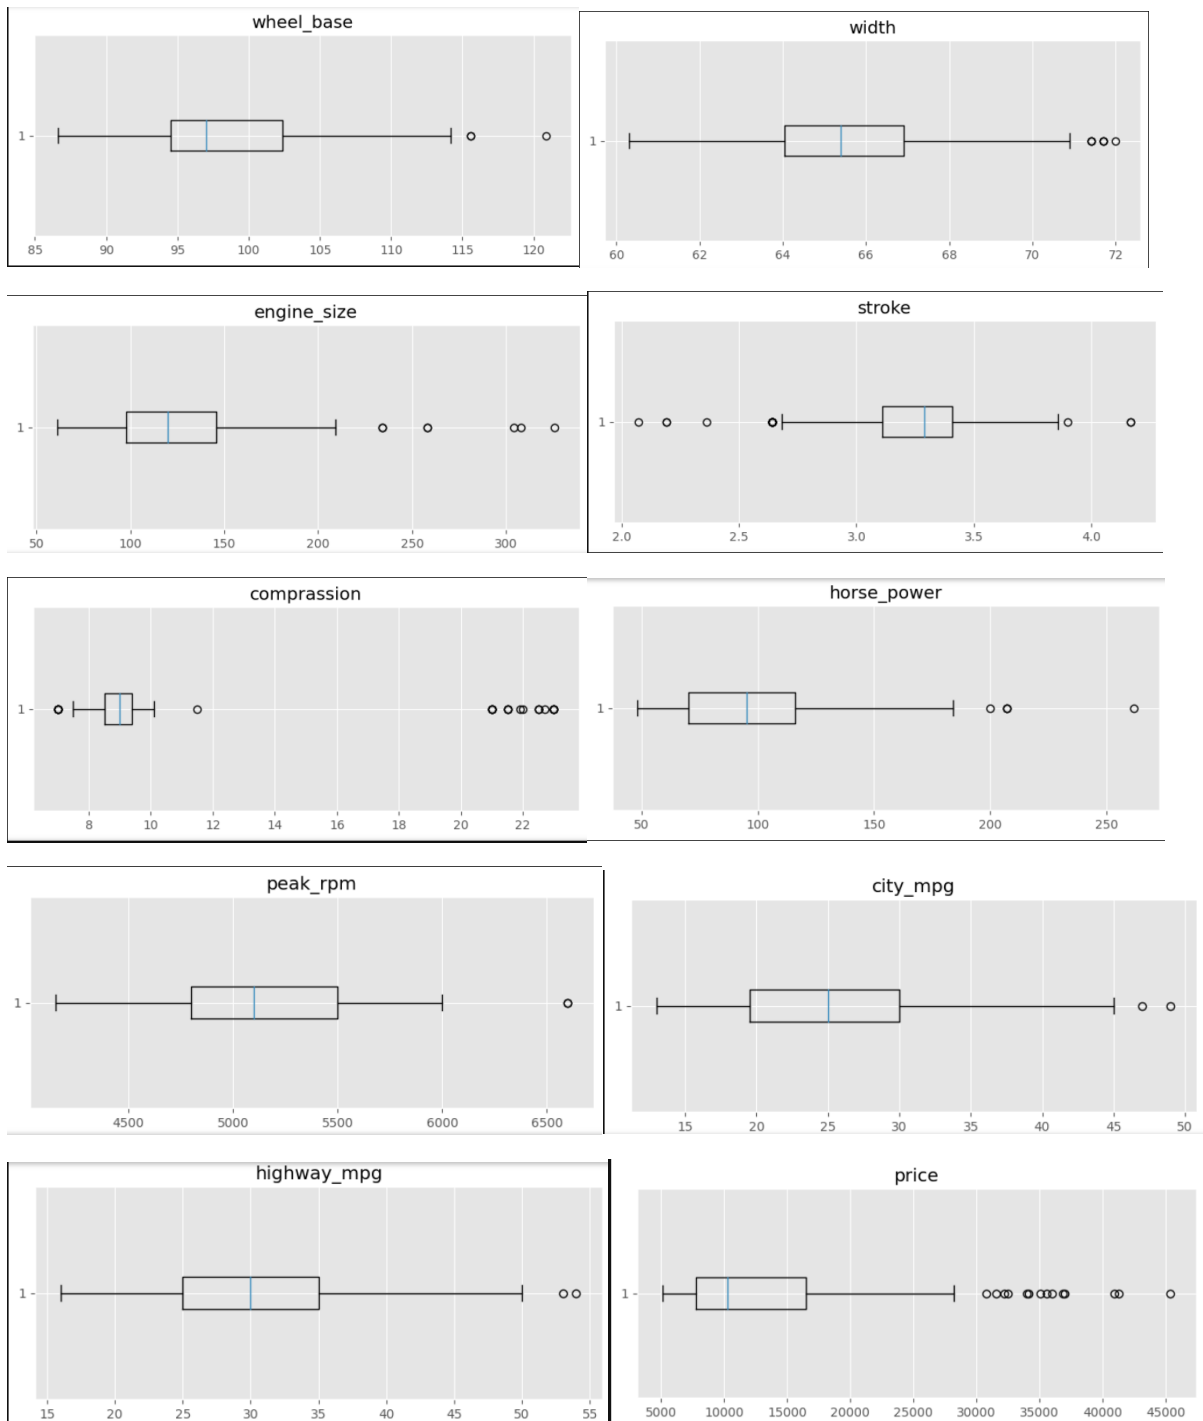 wheel_base
1
85 90 95 100 105 110 115 120
width
1
60 62 64 66 68 70 72
engine_size
1
50 100 150 200 250 300
stroke
1
2.0 2.5 3.0 3.5 4.0
comprassion
1
8 10 12 14 16 18 20 22
horse_power
1
50 100 150 200 250
peak_rpm
1
4500 5000 5500 6000 6500
city_mpg
1
15 20 25 30 35 40 45 50
highway_mpg
1
15 20 25 30 35 40 45 50 55
price
1
5000 10000 15000 20000 25000 30000 35000 40000 45000